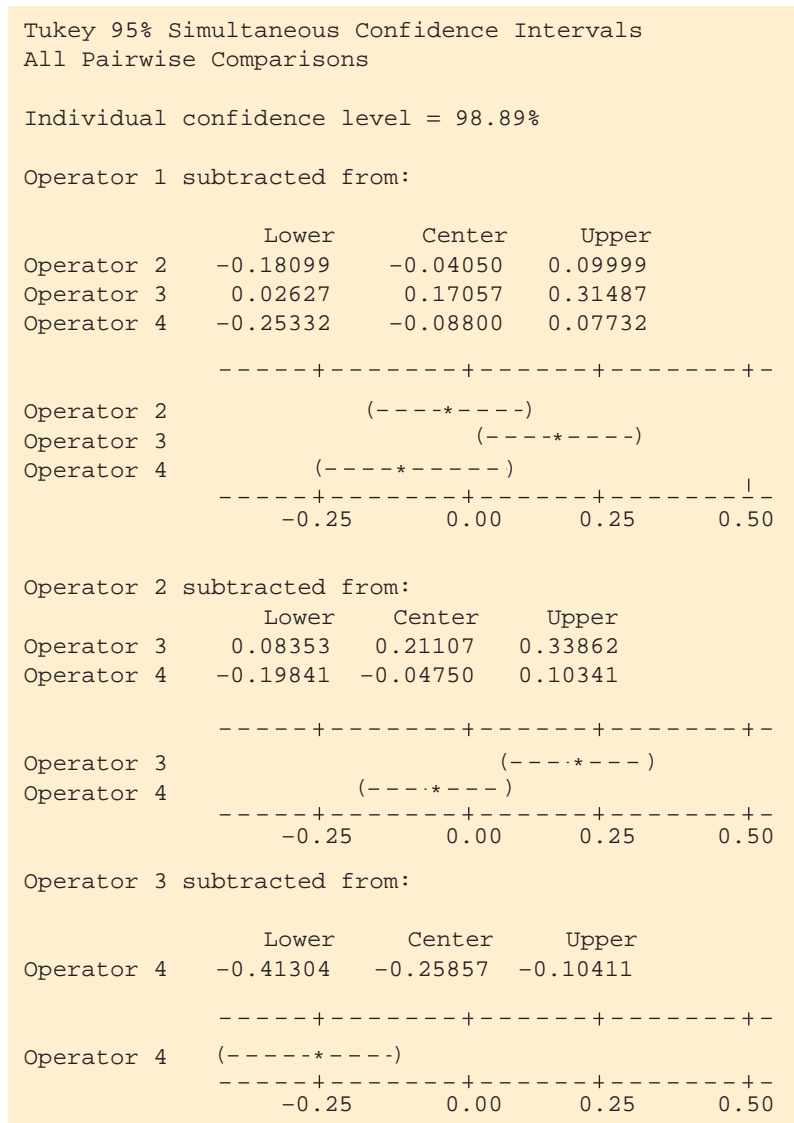 Tukey 95% Simultaneous Confidence Intervals
All Pairwise Comparisons
Individual confidence level = 98.89%
Operator 1 subtracted from:
Lower Center Upper
Operator 2 −0.18099 −0.04050 0.09999
Operator 3 0.02627 0.17057 0.31487
Operator 4 −0.25332 −0.08800 0.07732
-----+-------+------+-------+-
Operator 2 (----*----)
Operator 3 (----*----)
Operator 4 (----*-----)
-----+-------+------+--------
−0.25 0.00 0.25 0.50
Operator 2 subtracted from:
Lower Center Upper
Operator 3 0.08353 0.21107 0.33862
Operator 4 −0.19841 −0.04750 0.10341
-----+-------+------+-------+-
Operator 3 (---·*---)
Operator 4 (---·*---)
-----+-------+------+-------+-
−0.25 0.00 0.25 0.50
Operator 3 subtracted from:
Lower Center Upper
Operator 4 −0.41304 −0.25857 −0.10411
-----+-------+------+-------+-
Operator 4 (-----*----)
-----+-------+------+-------+-
−0.25 0.00 0.25 0.50